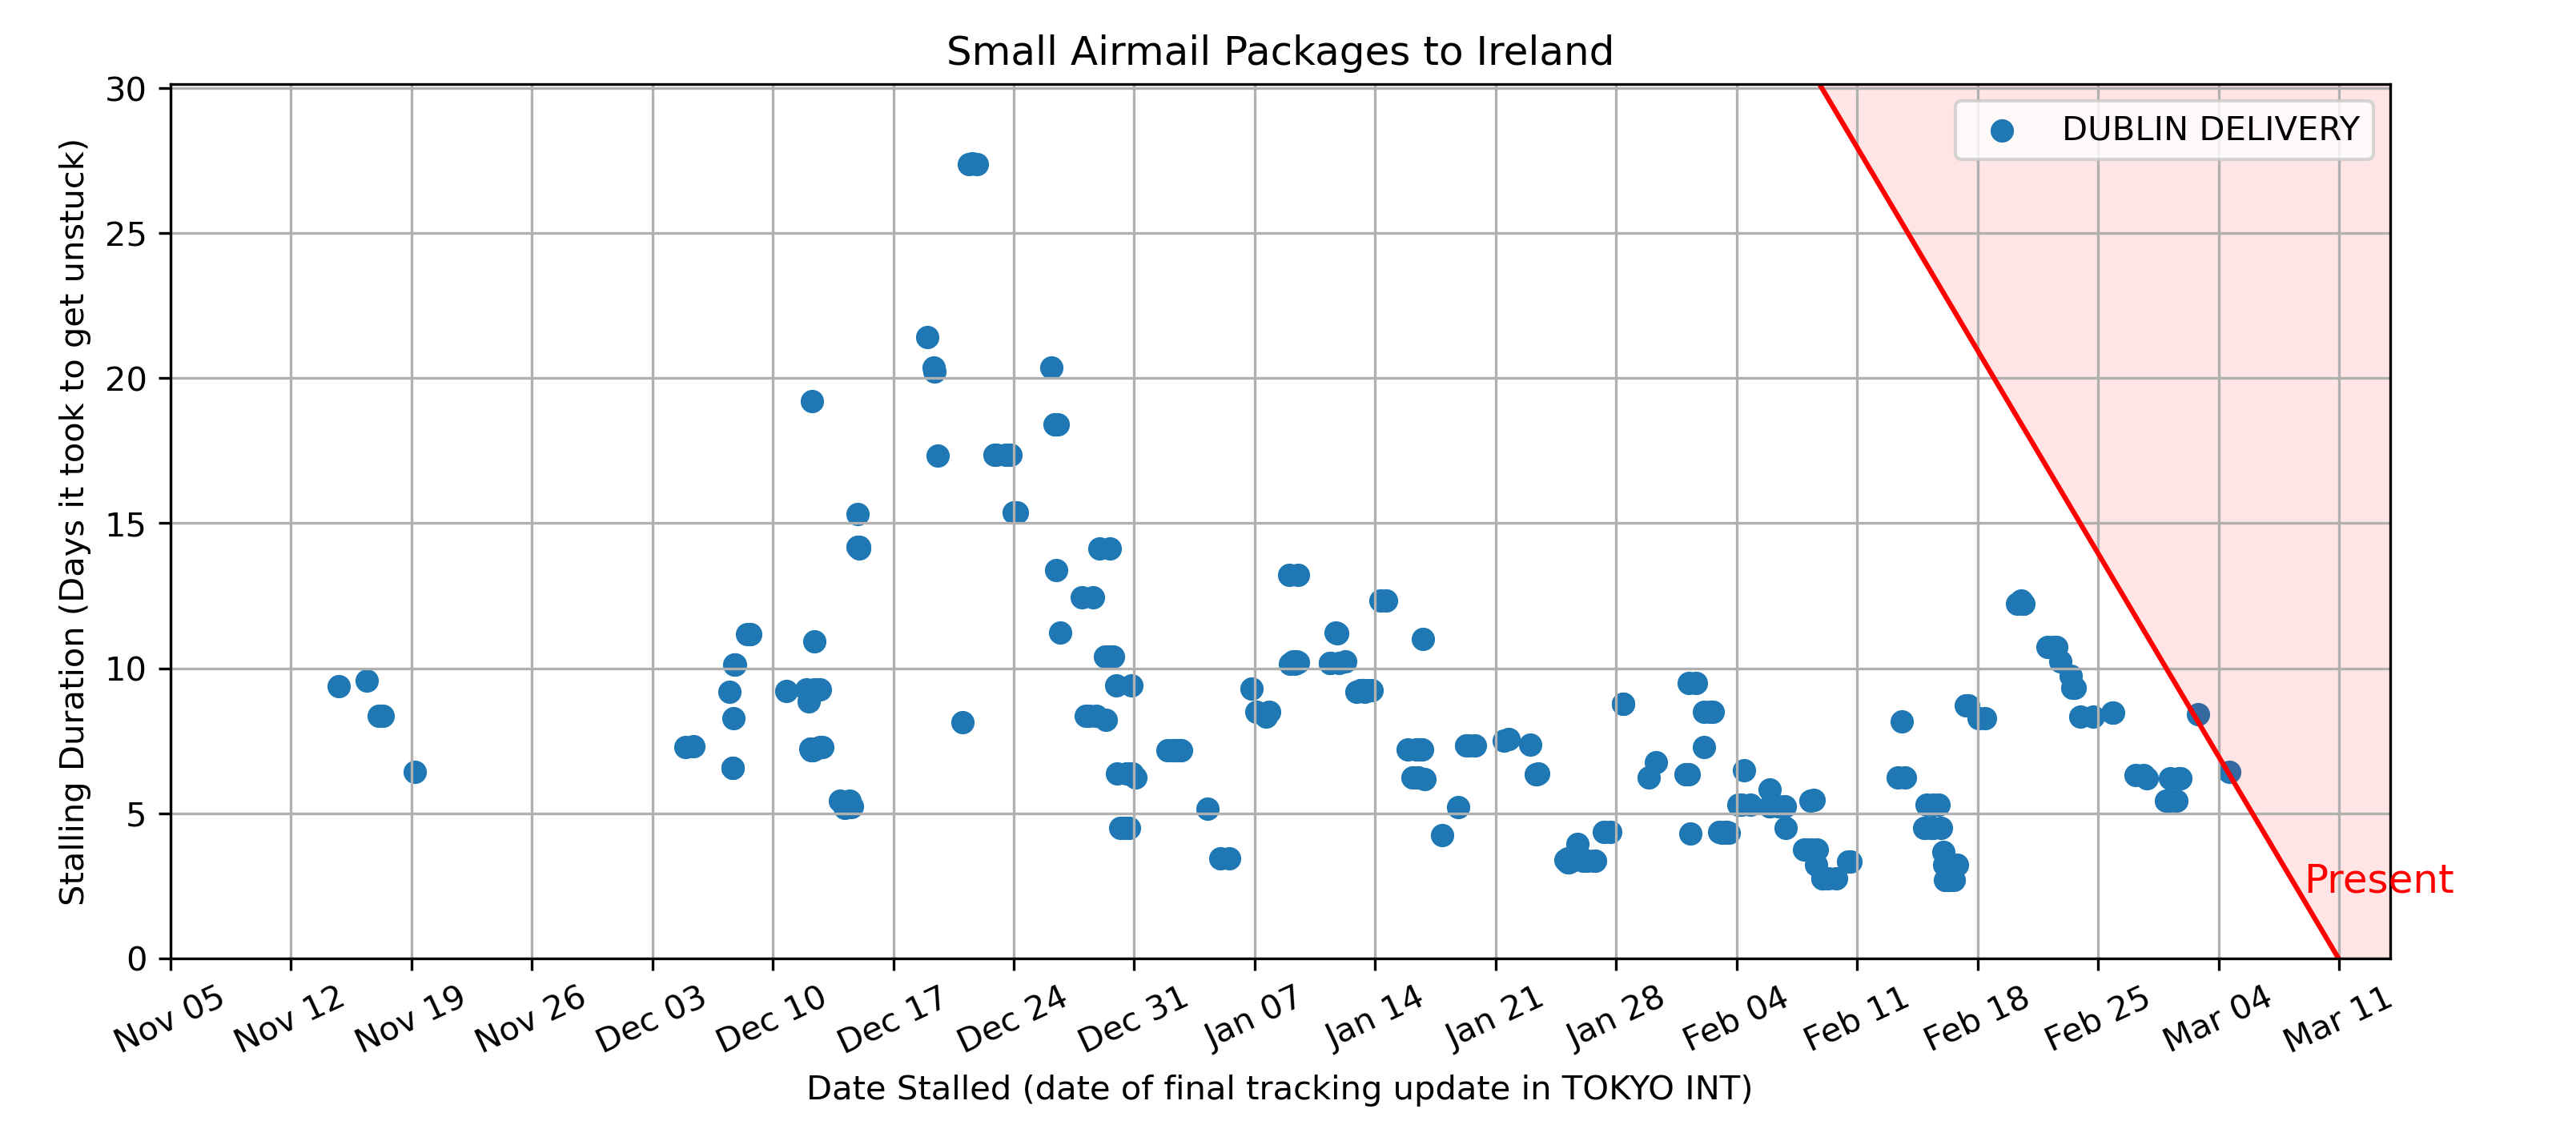 Small Airmail Packages to Ireland
DUBLIN DELIVERY
Stalling Duration (Days it took to get unstuck)
30
25
20
15
10
5
0
Present
Nov 05 Nov 12 Nov 19 Nov 26 Dec 03 Dec 10 Dec 17 Dec 24 Dec 31 Jan 07 Jan 14 Jan 21 Jan 28 Feb 04 Feb 11 Feb 18 Feb 25 Mar 04 Mar 11
Date Stalled (date of final tracking update in TOKYO INT)